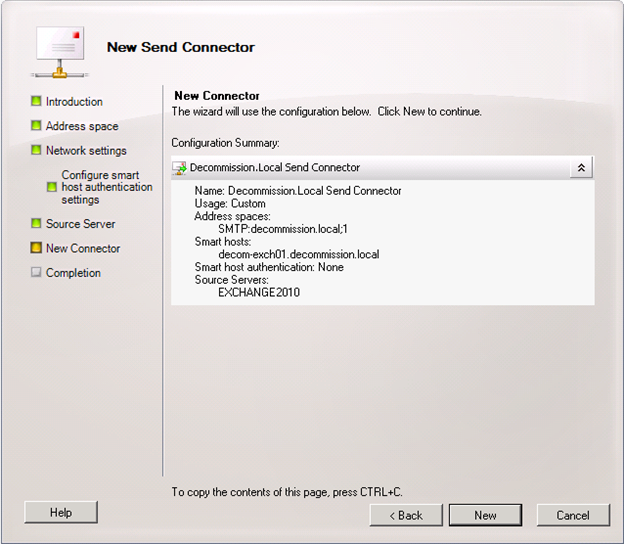 New Send Connector
Introduction
Address space
Network settings
Configure smart
host authentication
settings
Source Server
New Connector
Completion
New Connector
The wizard will use the configuration below.  Click New to continue.
Configuration Summary:
Decommission.Local Send Connector
Name: Decommission.Local Send Connector
Usage: Custom
Address spaces:
SMTP:decommission.local;1
Smart hosts:
decom-exch01.decommission.local
Smart host authentication: None
Source Servers:
EXCHANGE2010
To copy the contents of this page, press CTRL+C.
Help
< Back
New
Cancel